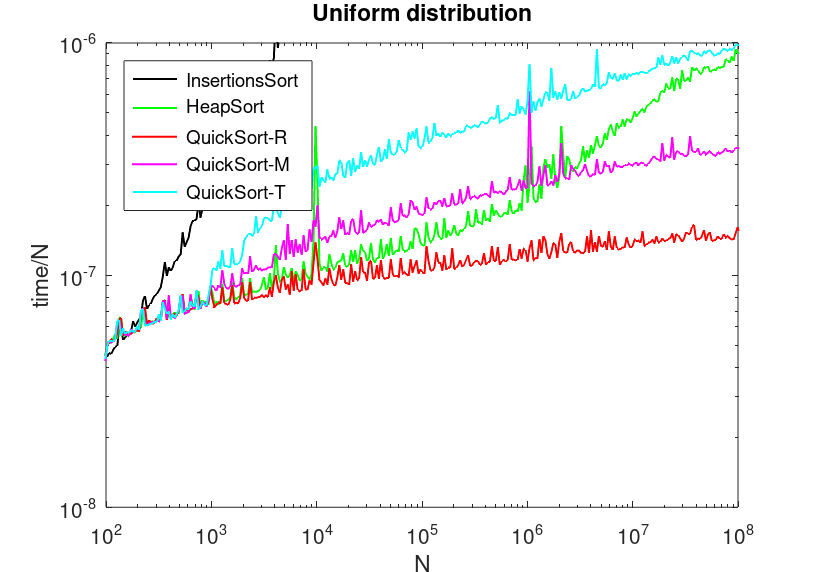 Uniform distribution
10^-6
InsertionsSort
HeapSort
QuickSort-R
QuickSort-M
QuickSort-T
time/N
10^-7
10^-8
10^2 10^3 10^4 10^5 10^6 10^7 10^8
N